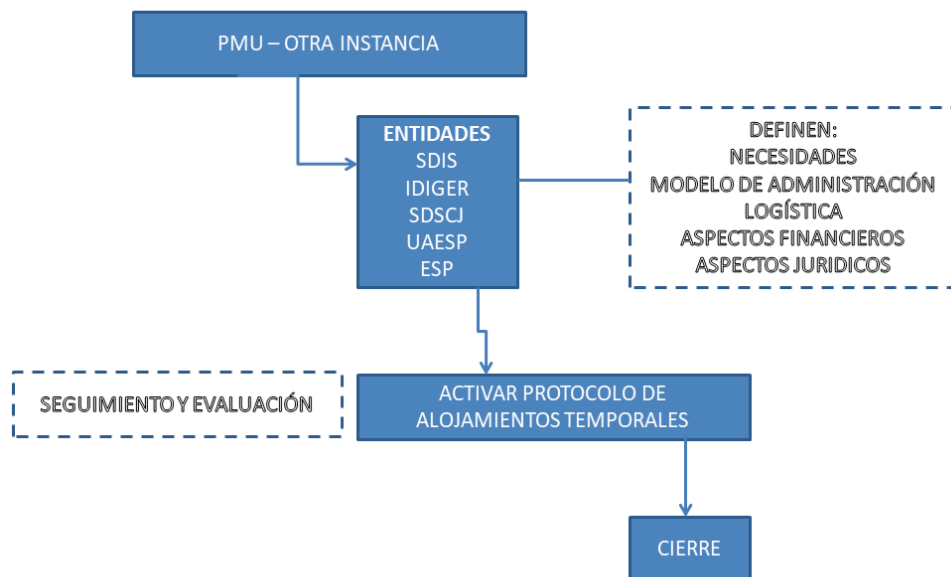 PMU – OTRA INSTANCIA
ENTIDADES
SDIS
IDIGER
SDSCJ
UAESP
ESP
DEFINEN:
NECESIDADES
MODELO DE ADMINISTRACIÓN
LOGÍSTICA
ASPECTOS FINANCIEROS
ASPECTOS JURIDICOS
SEGUIMIENTO Y EVALUACIÓN
ACTIVAR PROTOCOLO DE
ALOJAMIENTOS TEMPORALES
CIERRE